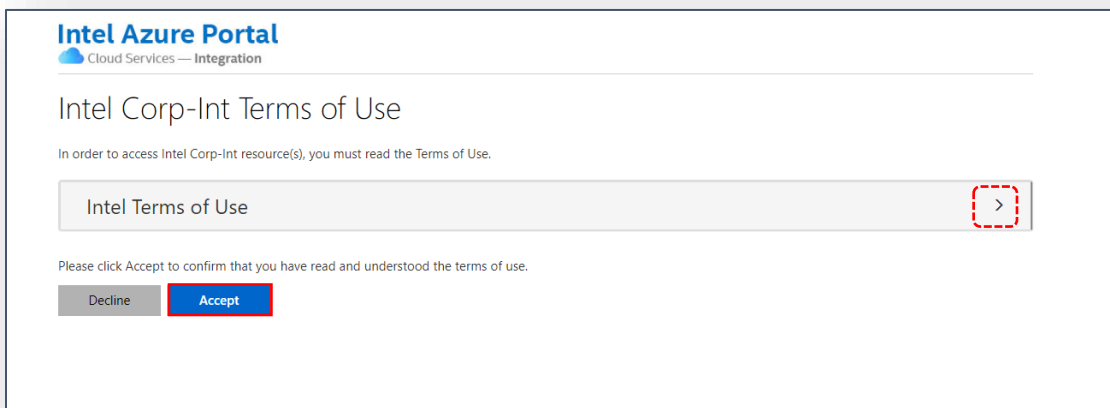 Intel Azure Portal
Cloud Services — Integration
Intel Corp-Int Terms of Use
In order to access Intel Corp-Int resource(s), you must read the Terms of Use.
Intel Terms of Use
Please click Accept to confirm that you have read and understood the terms of use.
Decline Accept